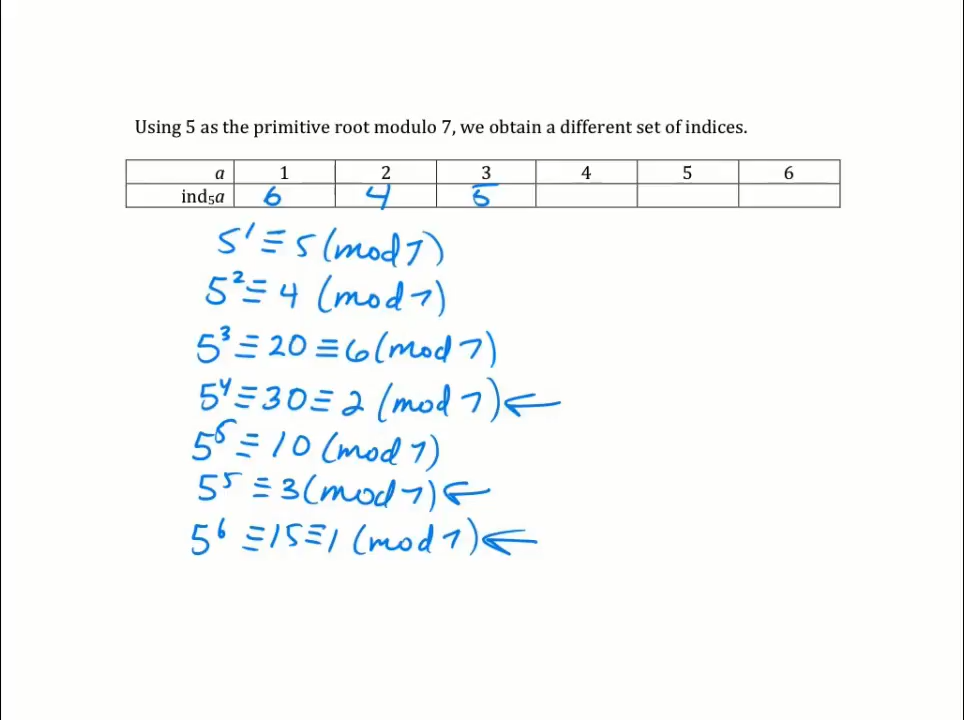 Using 5 as the primitive root modulo 7, we obtain a different set of indices.
a 1 2 3 4 5 6
ind₅a 6 4 5
5¹ ≡ 5 (mod 7)
5² ≡ 4 (mod 7)
5³ ≡ 20 ≡ 6 (mod 7)
5⁴ ≡ 30 ≡ 2 (mod 7) ←
5⁵ ≡ 10 (mod 7)
5⁵ ≡ 3 (mod 7) ←
5⁶ ≡ 15 ≡ 1 (mod 7) ←